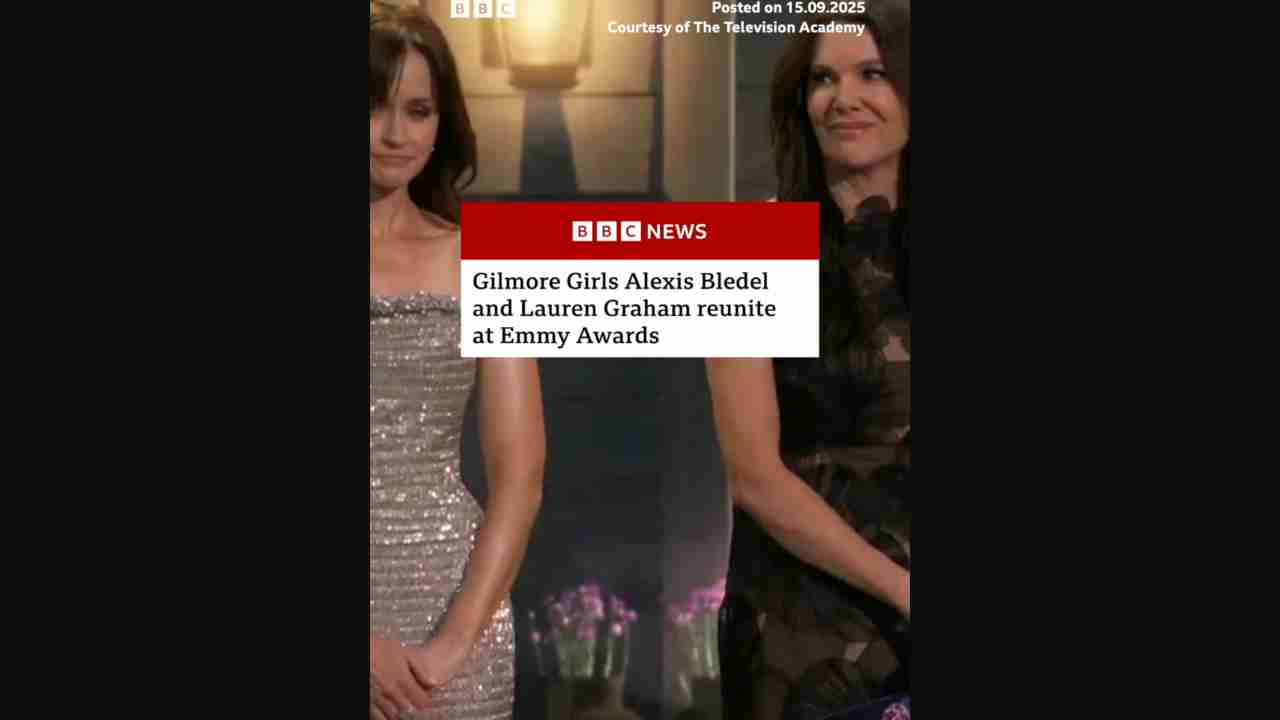 BBC
Posted on 15.09.2025
Courtesy of The Television Academy
BBC NEWS
Gilmore Girls Alexis Bledel
and Lauren Graham reunite
at Emmy Awards